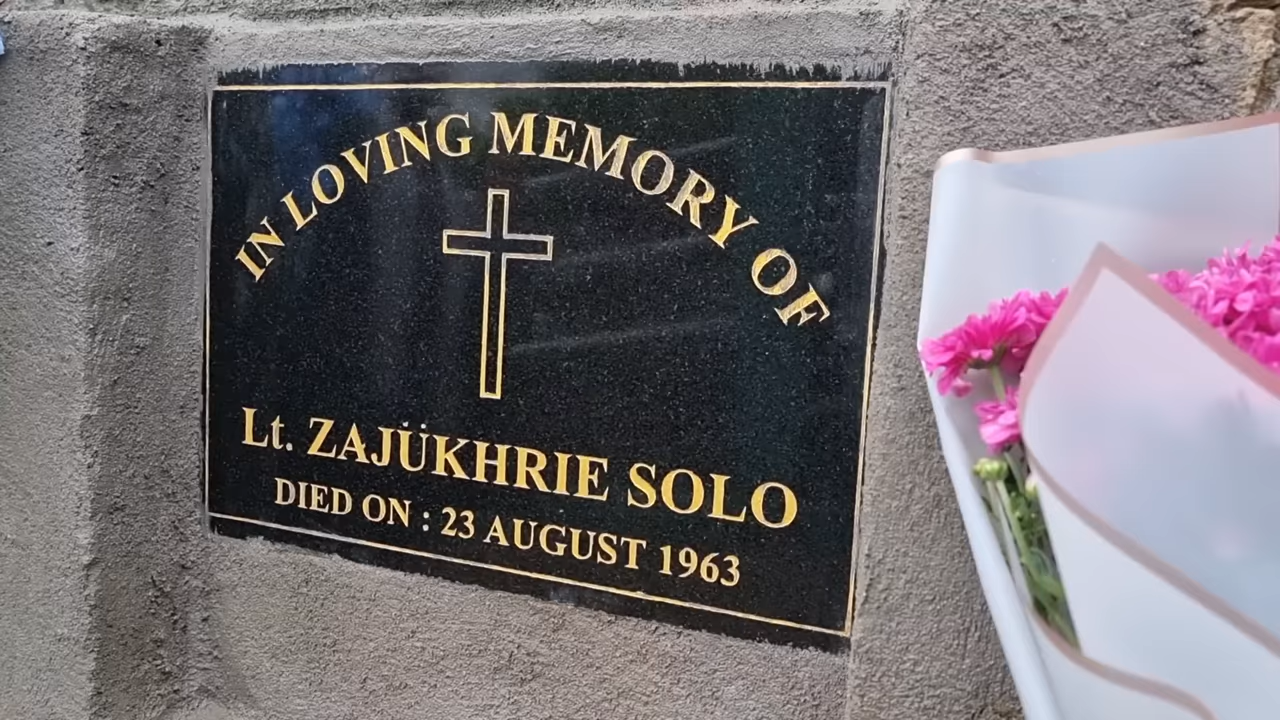 IN LOVING MEMORY OF
Lt. ZAJÜKHRIE SOLO
DIED ON : 23 AUGUST 1963